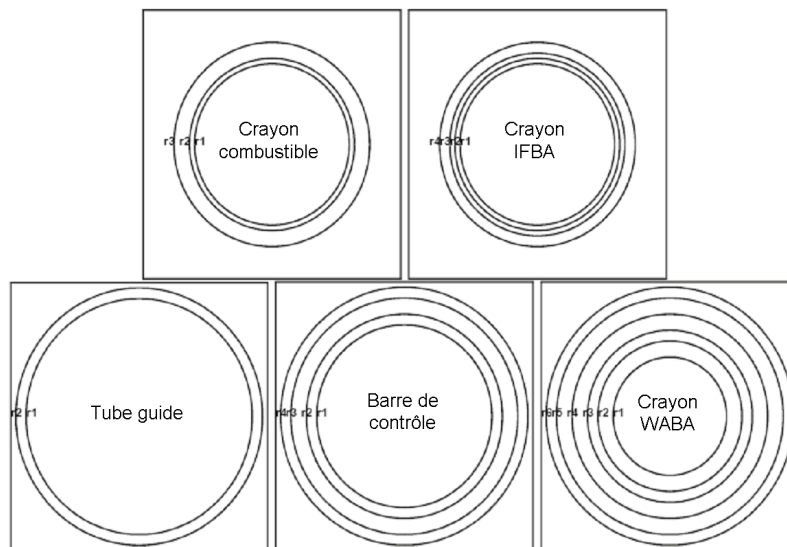 Crayon
combustible
r3 r2 r1
Crayon
IFBA
r4r3r2r1
Tube guide
r2 r1
Barre de
contrôle
r4r3 r2 r1
Crayon
WABA
r6r5 r4 r3 r2 r1